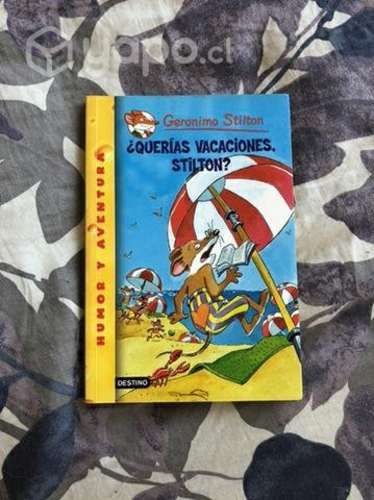 yapo.cl
Geronimo Stilton
¿QUERÍAS VACACIONES,
STILTON?
HUMOR Y AVENTURA
DESTINO